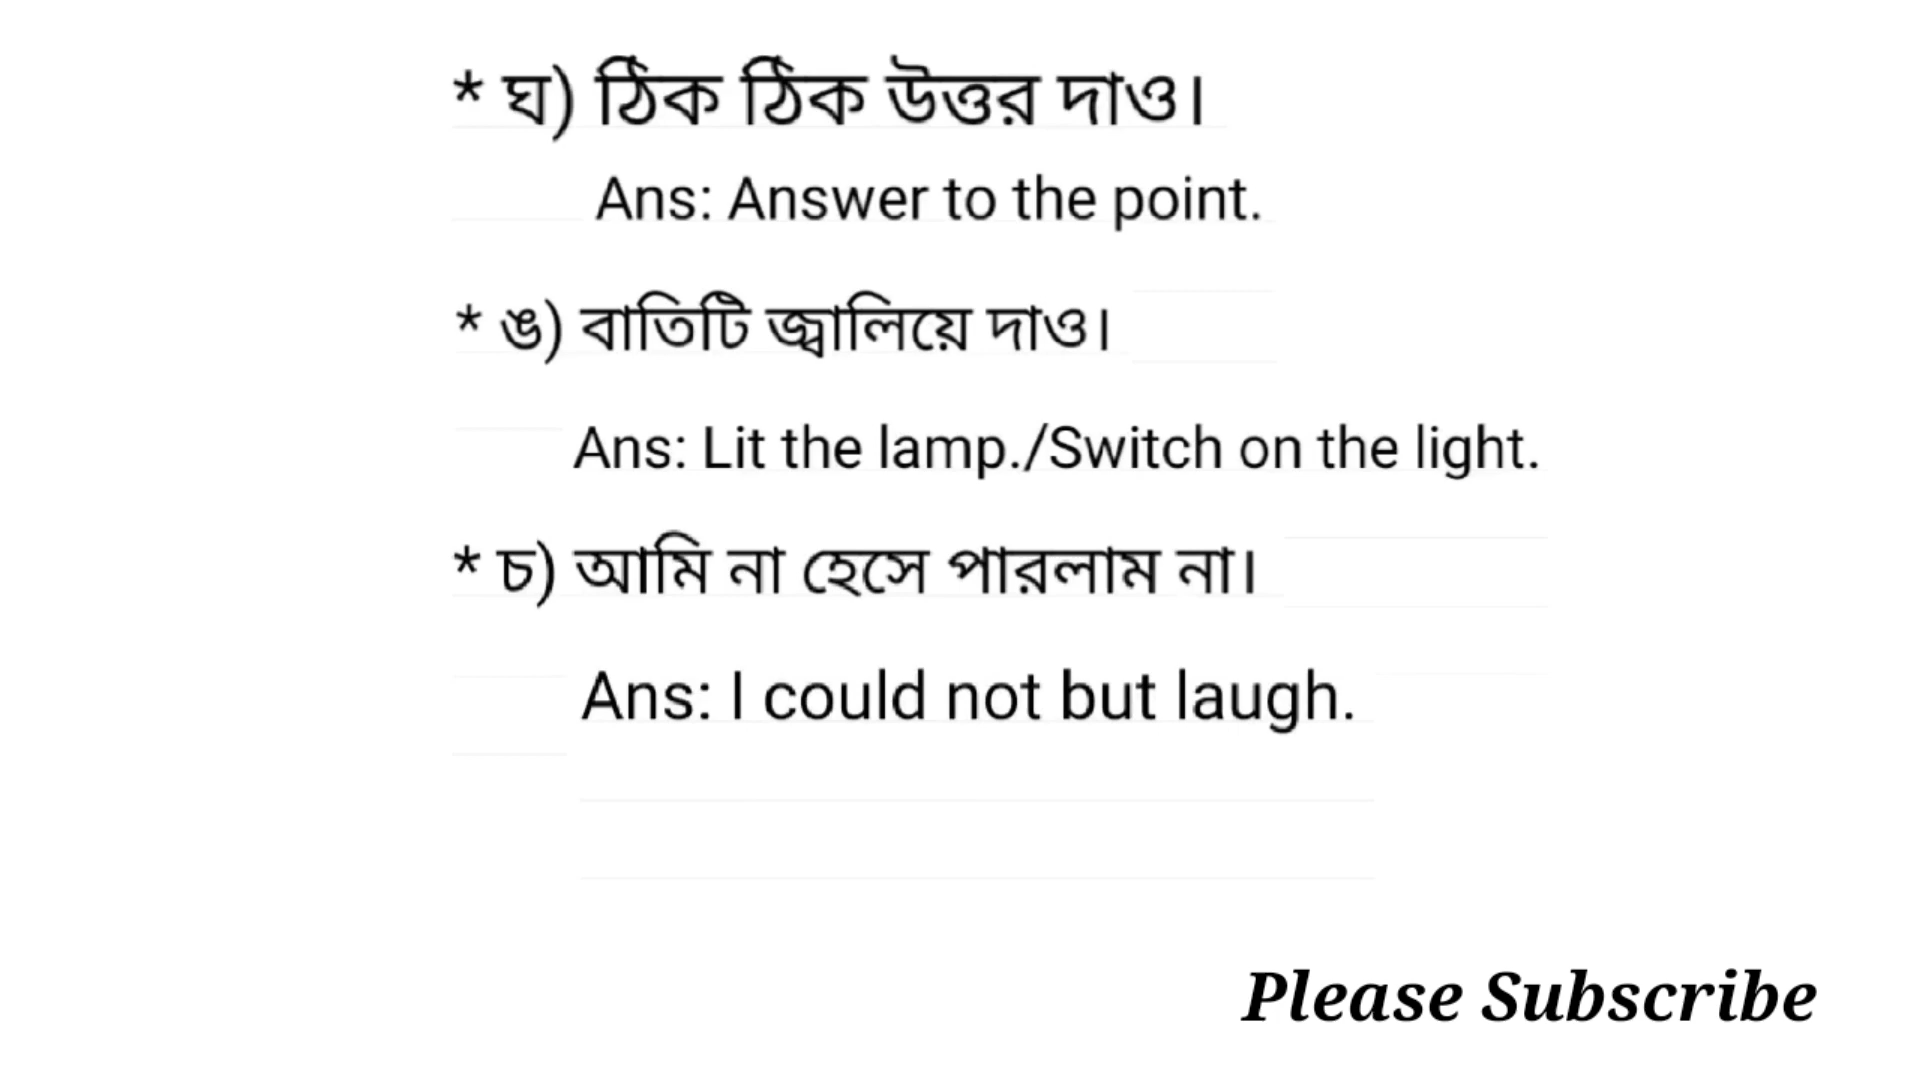 * ঘ) ঠিক ঠিক উত্তর দাও।
Ans: Answer to the point.
* ঙ) বাতিটি জ্বালিয়ে দাও।
Ans: Lit the lamp./Switch on the light.
* চ) আমি না হেসে পারলাম না।
Ans: I could not but laugh.
Please Subscribe